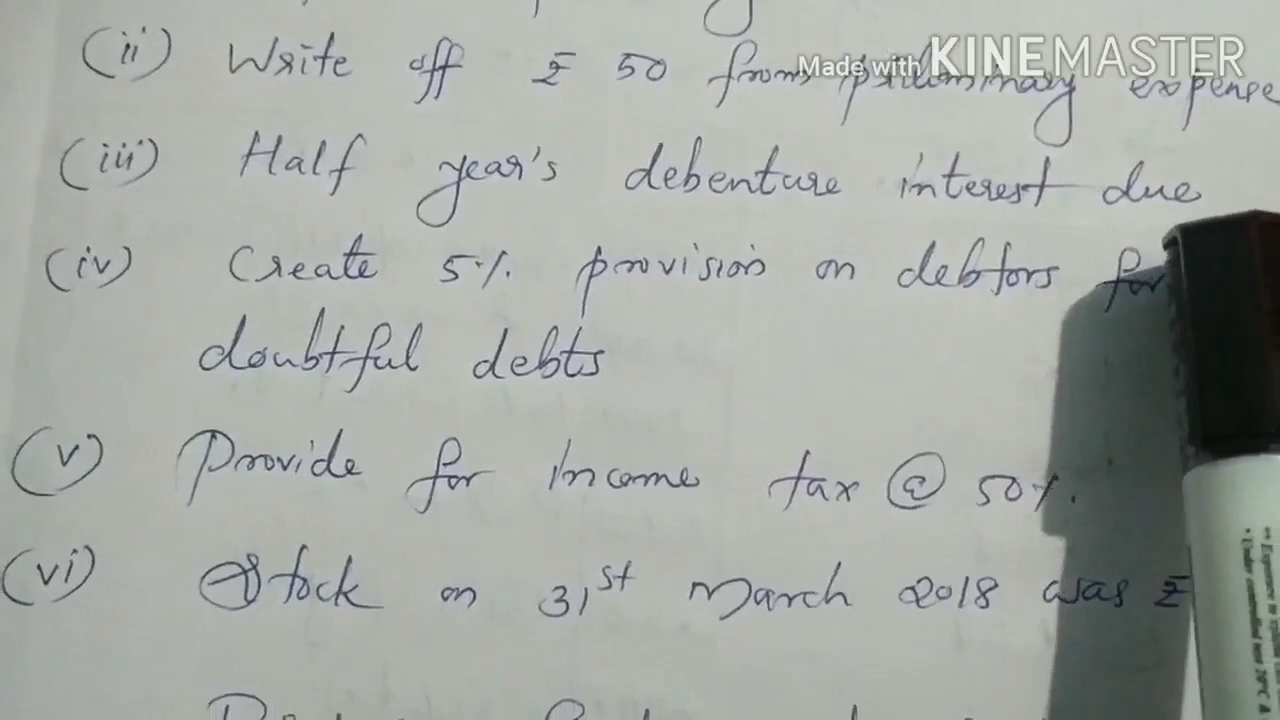 Made with KINEMASTER
(ii) Write off ₹ 50 from preliminary expense
(iii) Half year's debenture interest due
(iv) Create 5% provision on debtors for
doubtful debts
(v) Provide for Income tax @ 50%.
(vi) Stock on 31st March 2018 was ₹